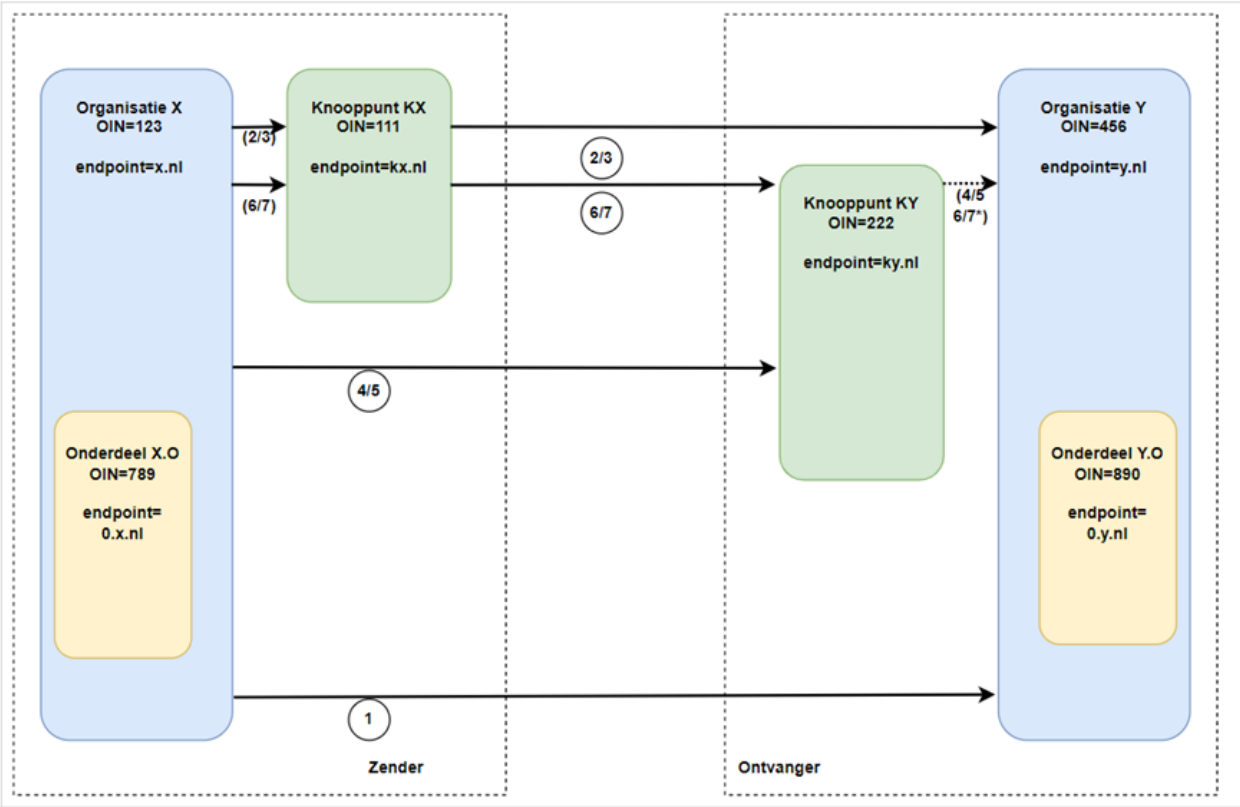 Organisatie X
OIN=123
endpoint=x.nl
(2/3)
(6/7)
Knooppunt KX
OIN=111
endpoint=kx.nl
2/3
6/7
Knooppunt KY
OIN=222
endpoint=ky.nl
(4/5
6/7*)
Organisatie Y
OIN=456
endpoint=y.nl
4/5
Onderdeel X.O
OIN=789
endpoint=
0.x.nl
Onderdeel Y.O
OIN=890
endpoint=
0.y.nl
1
Zender
Ontvanger